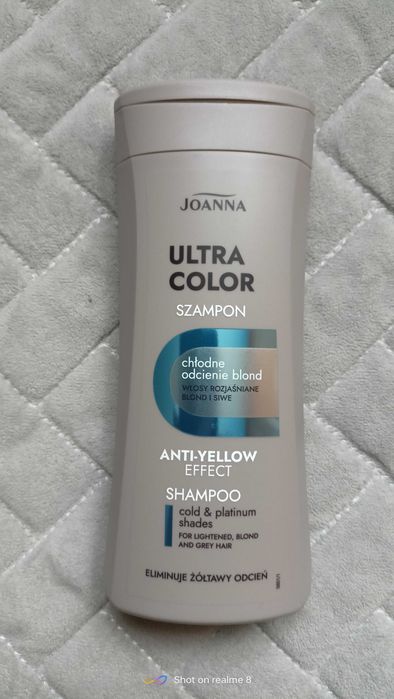 JOANNA
ULTRA
COLOR
SZAMPON
chłodne
odcienie blond
WŁOSY ROZJAŚNIANE
BLOND I SIWE
ANTI-YELLOW
EFFECT
SHAMPOO
cold & platinum
shades
FOR LIGHTENED, BLOND
AND GREY HAIR
ELIMINUJE ŻÓŁTAWY ODCIEŃ
Shot on realme 8